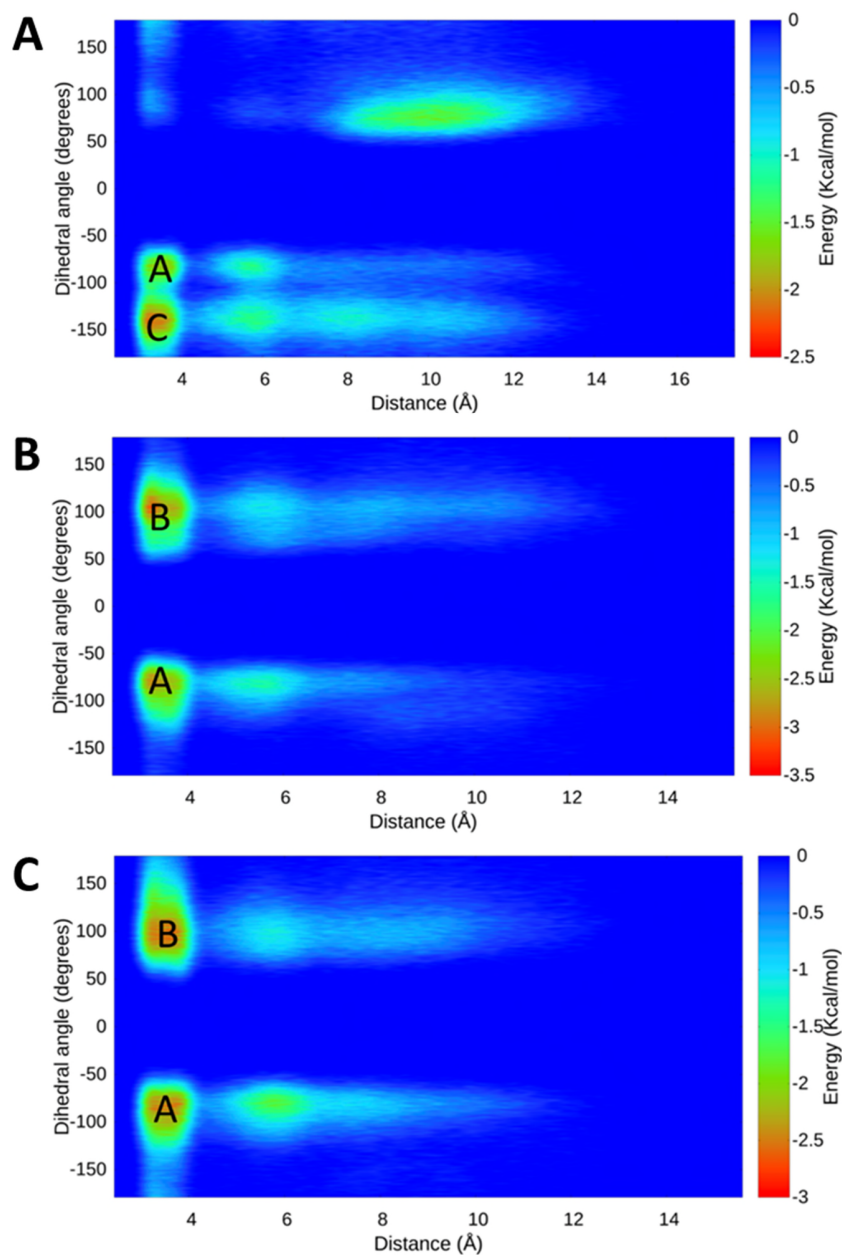 A
Dihedral angle (degrees)
150
100
50
0
-50
-100
-150
A
C
4 6 8 10 12 14 16
Distance (Å)
0
-0.5
-1
-1.5
-2
-2.5
Energy (Kcal/mol)
B
Dihedral angle (degrees)
150
100
50
0
-50
-100
-150
B
A
4 6 8 10 12 14
Distance (Å)
0
-0.5
-1
-1.5
-2
-2.5
-3
-3.5
Energy (Kcal/mol)
C
Dihedral angle (degrees)
150
100
50
0
-50
-100
-150
B
A
4 6 8 10 12 14
Distance (Å)
0
-0.5
-1
-1.5
-2
-2.5
-3
Energy (Kcal/mol)